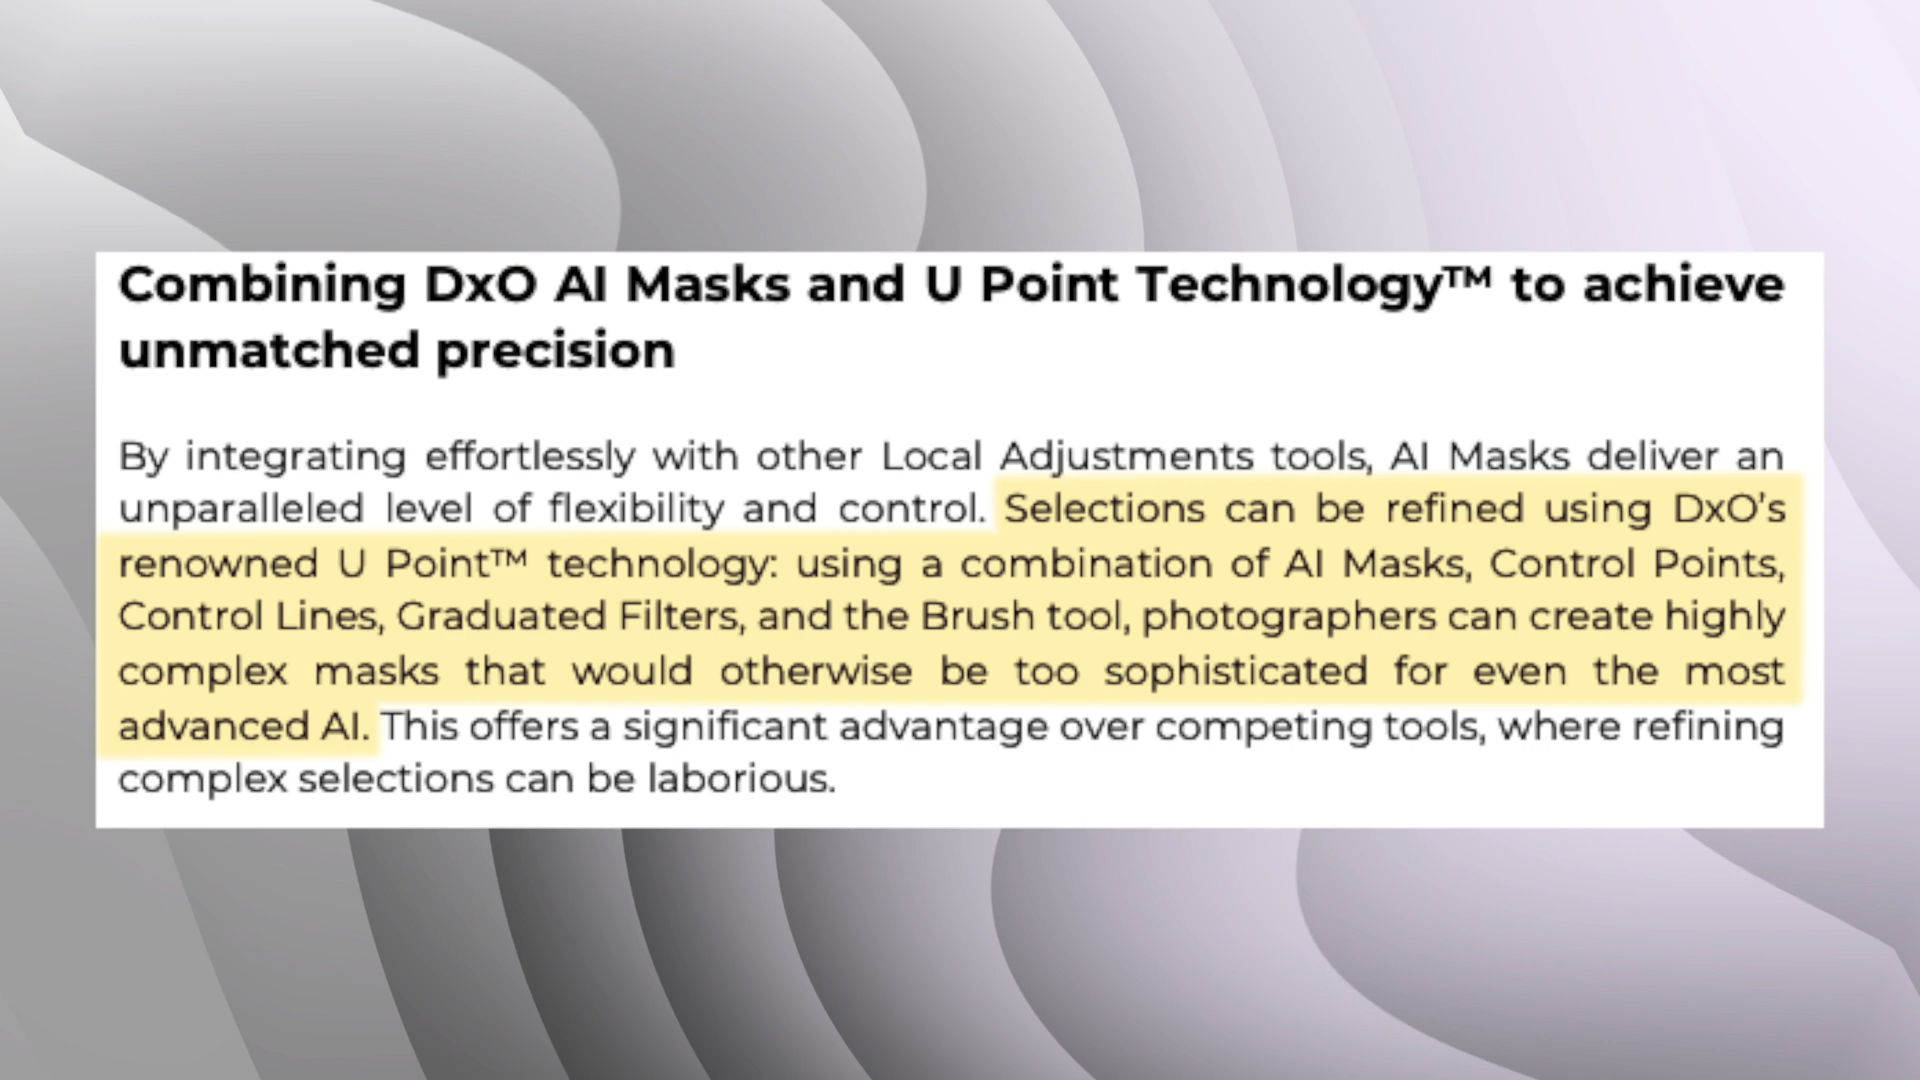 Combining DxO AI Masks and U Point Technology™ to achieve
unmatched precision
By integrating effortlessly with other Local Adjustments tools, AI Masks deliver an
unparalleled level of flexibility and control. Selections can be refined using DxO’s
renowned U Point™ technology: using a combination of AI Masks, Control Points,
Control Lines, Graduated Filters, and the Brush tool, photographers can create highly
complex masks that would otherwise be too sophisticated for even the most
advanced AI. This offers a significant advantage over competing tools, where refining
complex selections can be laborious.